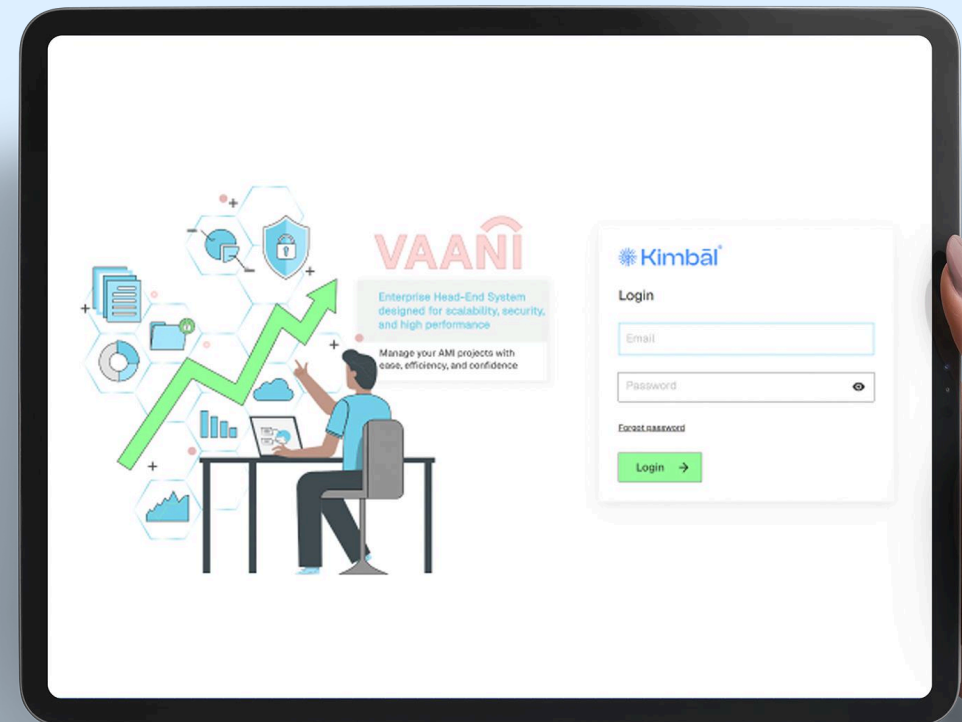 VAANI
Enterprise Head-End System
designed for scalability, security,
and high performance
Manage your AMI projects with
ease, efficiency, and confidence
Kimbāl
Login
Email
Password
Forgot password
Login →